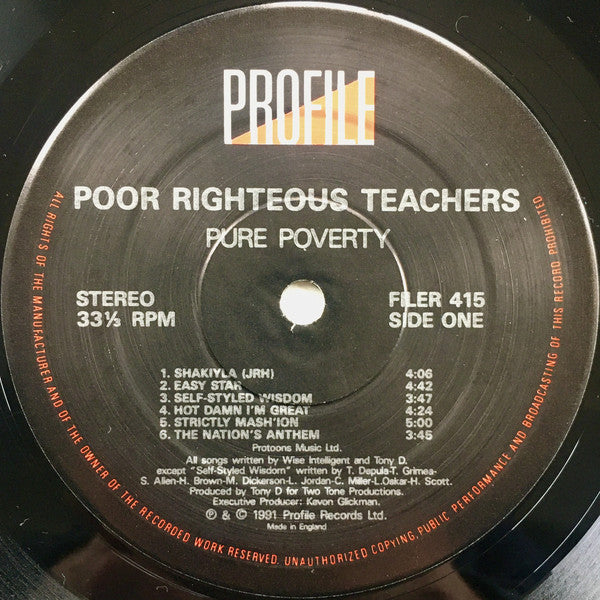 PROFILE
POOR RIGHTEOUS TEACHERS
PURE POVERTY
STEREO
33⅓ RPM
FILER 415
SIDE ONE
1. SHAKIYLA (JRH) 4:06
2. EASY STAR 4:42
3. SELF-STYLED WISDOM 3:47
4. HOT DAMN I'M GREAT 4:24
5. STRICTLY MASH'ION 5:00
6. THE NATION'S ANTHEM 3:45
Protoons Music Ltd.
All songs written by Wise Intelligent and Tony D.
except "Self-Styled Wisdom" written by T. Depula-T. Grimea-
S. Allen-H. Brown-M. Dickerson-L. Jordan-C. Miller-L.Oskar-H. Scott.
Produced by Tony D for Two Tone Productions.
Executive Producer: Kavon Glickman.
℗ & © 1991 Profile Records Ltd.
Made in England
ALL RIGHTS OF THE MANUFACTURER AND OF THE OWNER OF THE RECORDED WORK RESERVED. UNAUTHORIZED COPYING, PUBLIC PERFORMANCE AND BROADCASTING OF THIS RECORD PROHIBITED